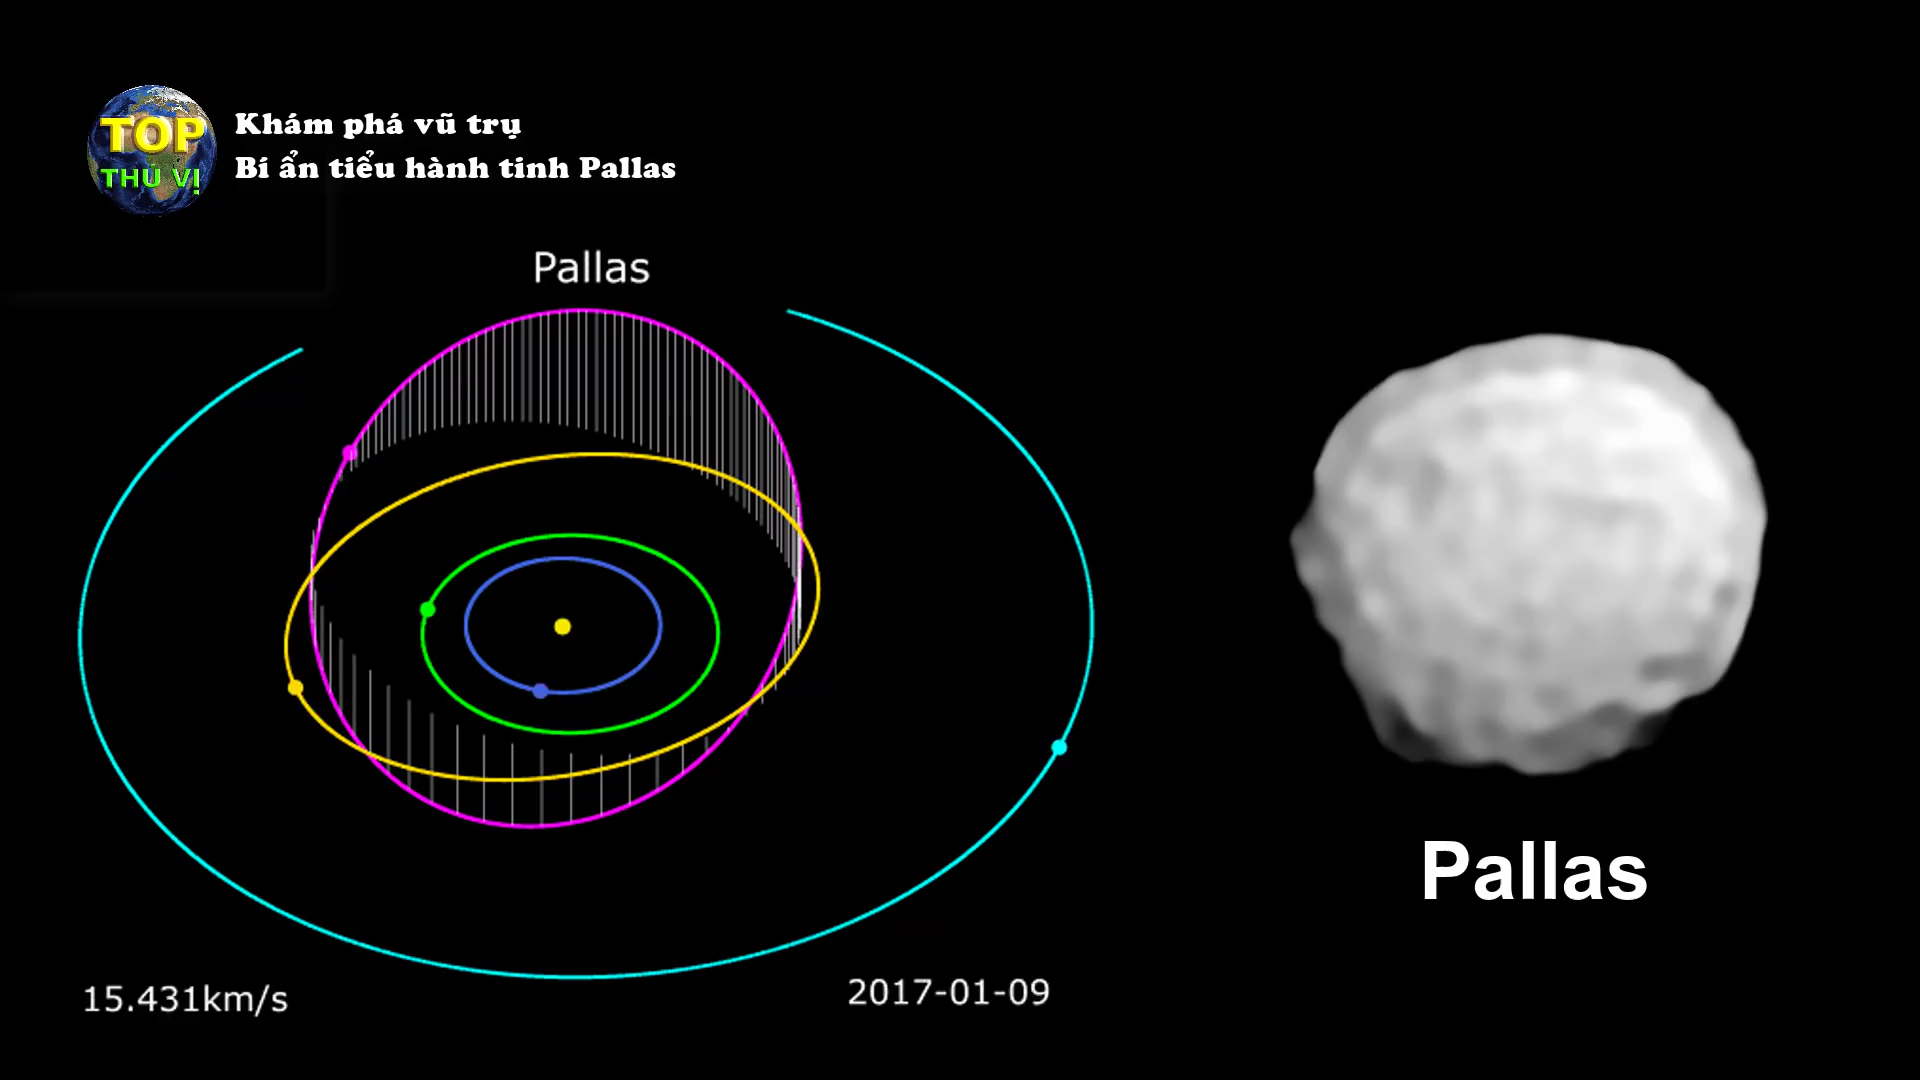 TOP
THÚ VỊ
Khám phá vũ trụ
Bí ẩn tiểu hành tinh Pallas
Pallas
Pallas
15.431km/s
2017-01-09